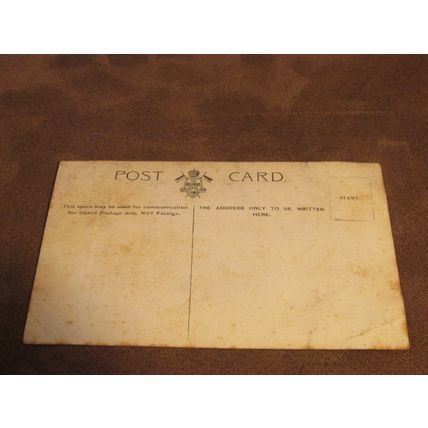 POST CARD.
This space may be used for communication
for Inland Postage only, NOT Foreign.
THE ADDRESS ONLY TO BE WRITTEN
HERE.
STAMP.